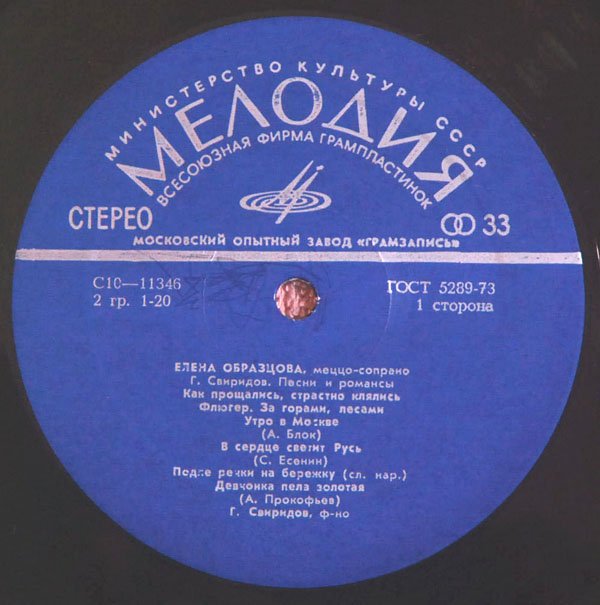 МИНИСТЕРСТВО КУЛЬТУРЫ СССР
МЕЛОДИЯ
ВСЕСОЮЗНАЯ ФИРМА ГРАМПЛАСТИНОК
СТЕРЕО
33
МОСКОВСКИЙ ОПЫТНЫЙ ЗАВОД «ГРАМЗАПИСЬ»
С10—11346
ГОСТ 5289-73
2 гр. 1-20
1 сторона
ЕЛЕНА ОБРАЗЦОВА, меццо-сопрано
Г. Свиридов. Песни и романсы
Как прощались, страстно клялись
Флюгер. За горами, лесами
Утро в Москве
(А. Блок)
В сердце светит Русь
(С. Есенин)
Подле речки на бережку (сл. нар.)
Девчонка пела золотая
(А. Прокофьев)
Г. Свиридов, ф-но